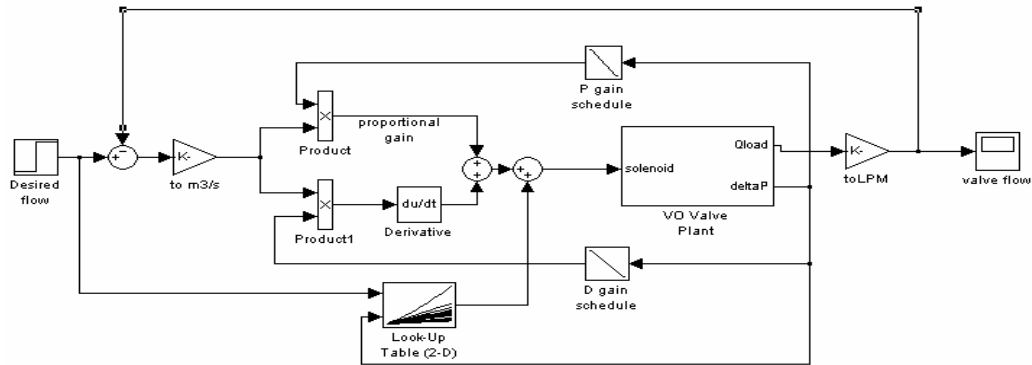 P gain
schedule
proportional
gain
Product
Desired
flow
K-
to m3/s
Product1
du/dt
Derivative
solenoid
Qload
deltaP
VO Valve
Plant
K-
toLPM
valve flow
D gain
schedule
Look-Up
Table (2-D)